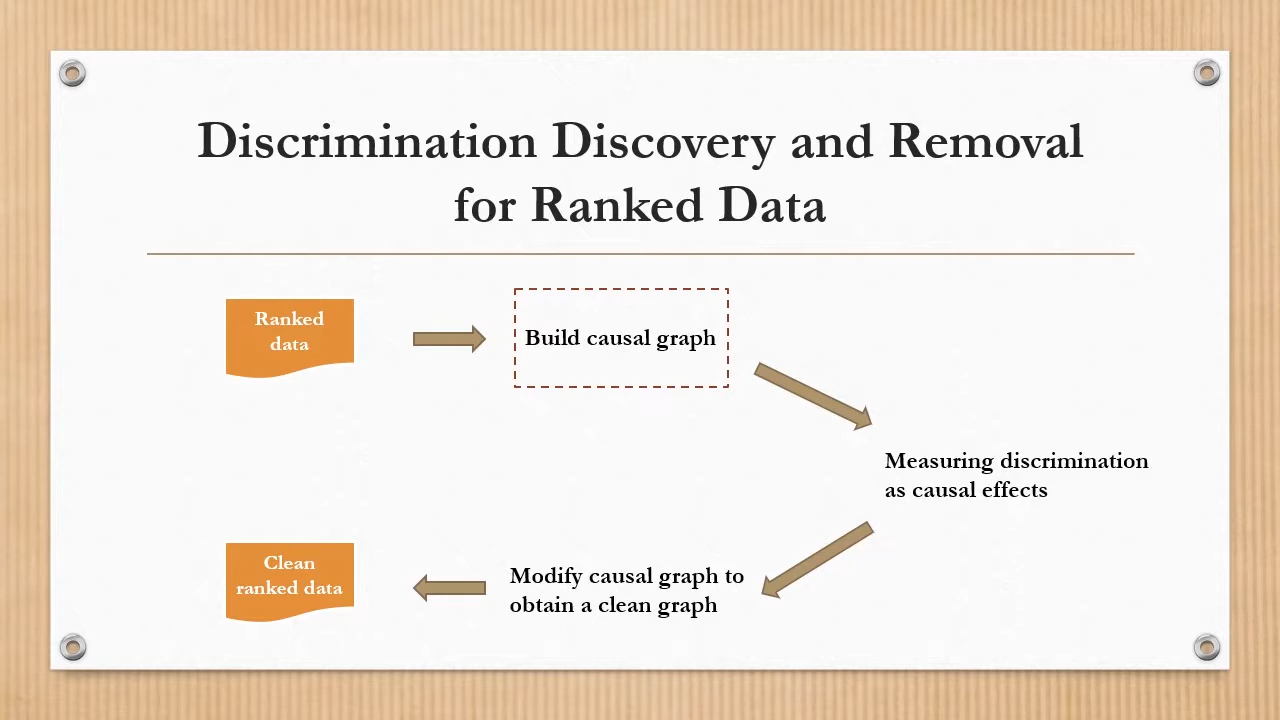 Discrimination Discovery and Removal
for Ranked Data
Ranked
data
Build causal graph
Measuring discrimination
as causal effects
Modify causal graph to
obtain a clean graph
Clean
ranked data